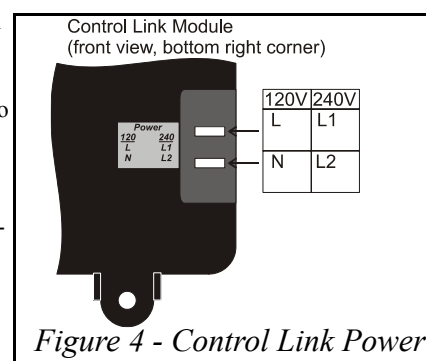 Control Link Module
(front view, bottom right corner)
o
-
Power
120 240
L L1
N L2
120V 240V
L L1
N L2
Figure 4 - Control Link Power